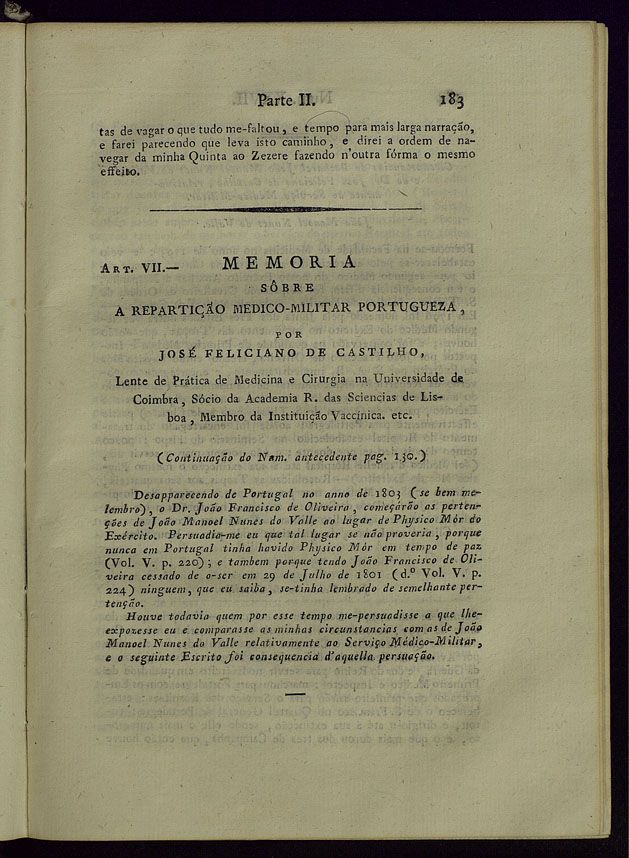 Parte II. 183
tas de vagar o que tudo me-faltou, e tempo para mais larga narração,
e farei parecendo que leva isto caminho, e direi a ordem de na-
vegar da minha Quinta ao Zezere fazendo n'outra fórma o mesmo
effeito.
ART. VII.— MEMORIA
SÔBRE
A REPARTIÇÃO MEDICO-MILITAR PORTUGUEZA,
POR
JOSÉ FELICIANO DE CASTILHO,
Lente de Prática de Medicina e Cirurgia na Universidade de
Coimbra, Sócio da Academia R. das Sciencias de Lis-
boa, Membro da Instituição Vaccínica. etc.
(Continuação do Num. antecedente pag. 130.)
Desapparecendo de Portugal no anno de 1803 (se bem me-
lembro), o Dr. João Francisco de Oliveira, começárão as perten-
ções de João Manoel Nunes do Valle ao lugar de Physico Mór do
Exército. Persuadia-me eu que tal lugar se não proveria, porque
nunca em Portugal tinha havido Physico Mór em tempo de paz
(Vol. V. p. 220); e tambem porque tendo João Francisco de Oli-
veira cessado de o-ser em 29 de Julho de 1801 (d.º Vol. V. p.
224) ninguem, que eu saiba, se-tinha lembrado de semelhante per-
tenção.
Houve todavia quem por esse tempo me-persuadisse a que lhe-
expozesse eu e comparasse as minhas circunstancias com as de João
Manoel Nunes do Valle relativamente ao Serviço Médico-Militar,
e o seguinte Escrito foi consequencia d'aquella persuação.